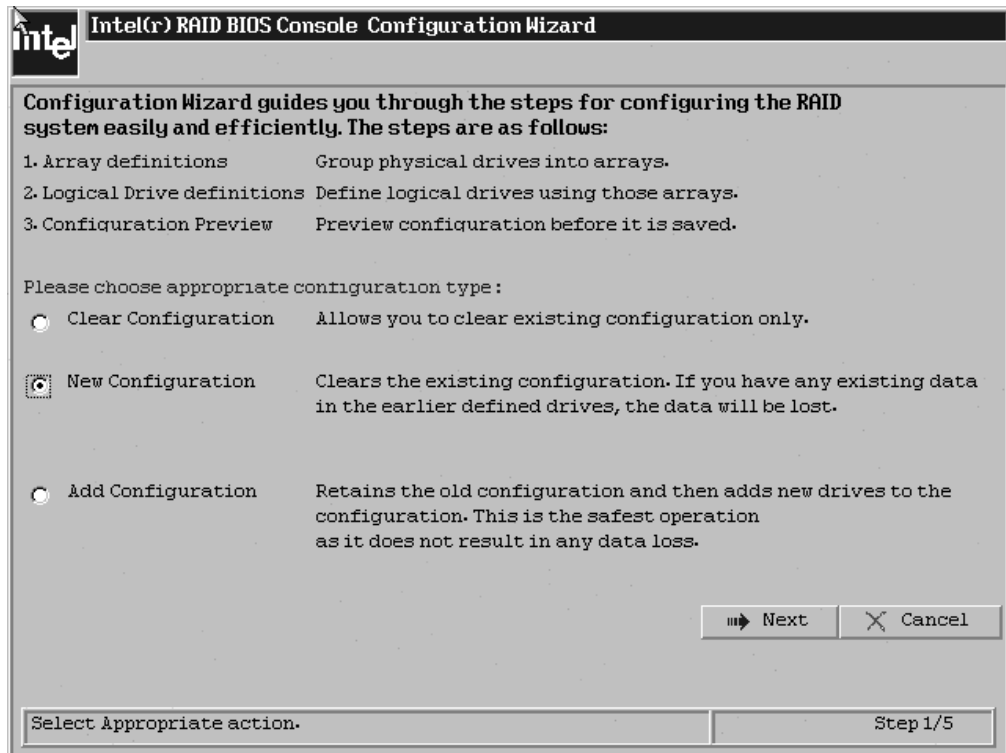 intel
Intel(r) RAID BIOS Console Configuration Wizard
Configuration Wizard guides you through the steps for configuring the RAID
system easily and efficiently. The steps are as follows:
1. Array definitions Group physical drives into arrays.
2. Logical Drive definitions Define logical drives using those arrays.
3. Configuration Preview Preview configuration before it is saved.
Please choose appropriate configuration type:
Clear Configuration Allows you to clear existing configuration only.
New Configuration Clears the existing configuration. If you have any existing data
in the earlier defined drives, the data will be lost.
Add Configuration Retains the old configuration and then adds new drives to the
configuration. This is the safest operation
as it does not result in any data loss.
Next Cancel
Select Appropriate action. Step 1/5